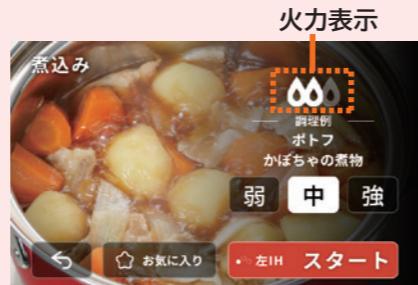 火力表示
煮込み
調理例
ポトフ
かぼちゃの煮物
弱 中 強
お気に入り
左IH スタート